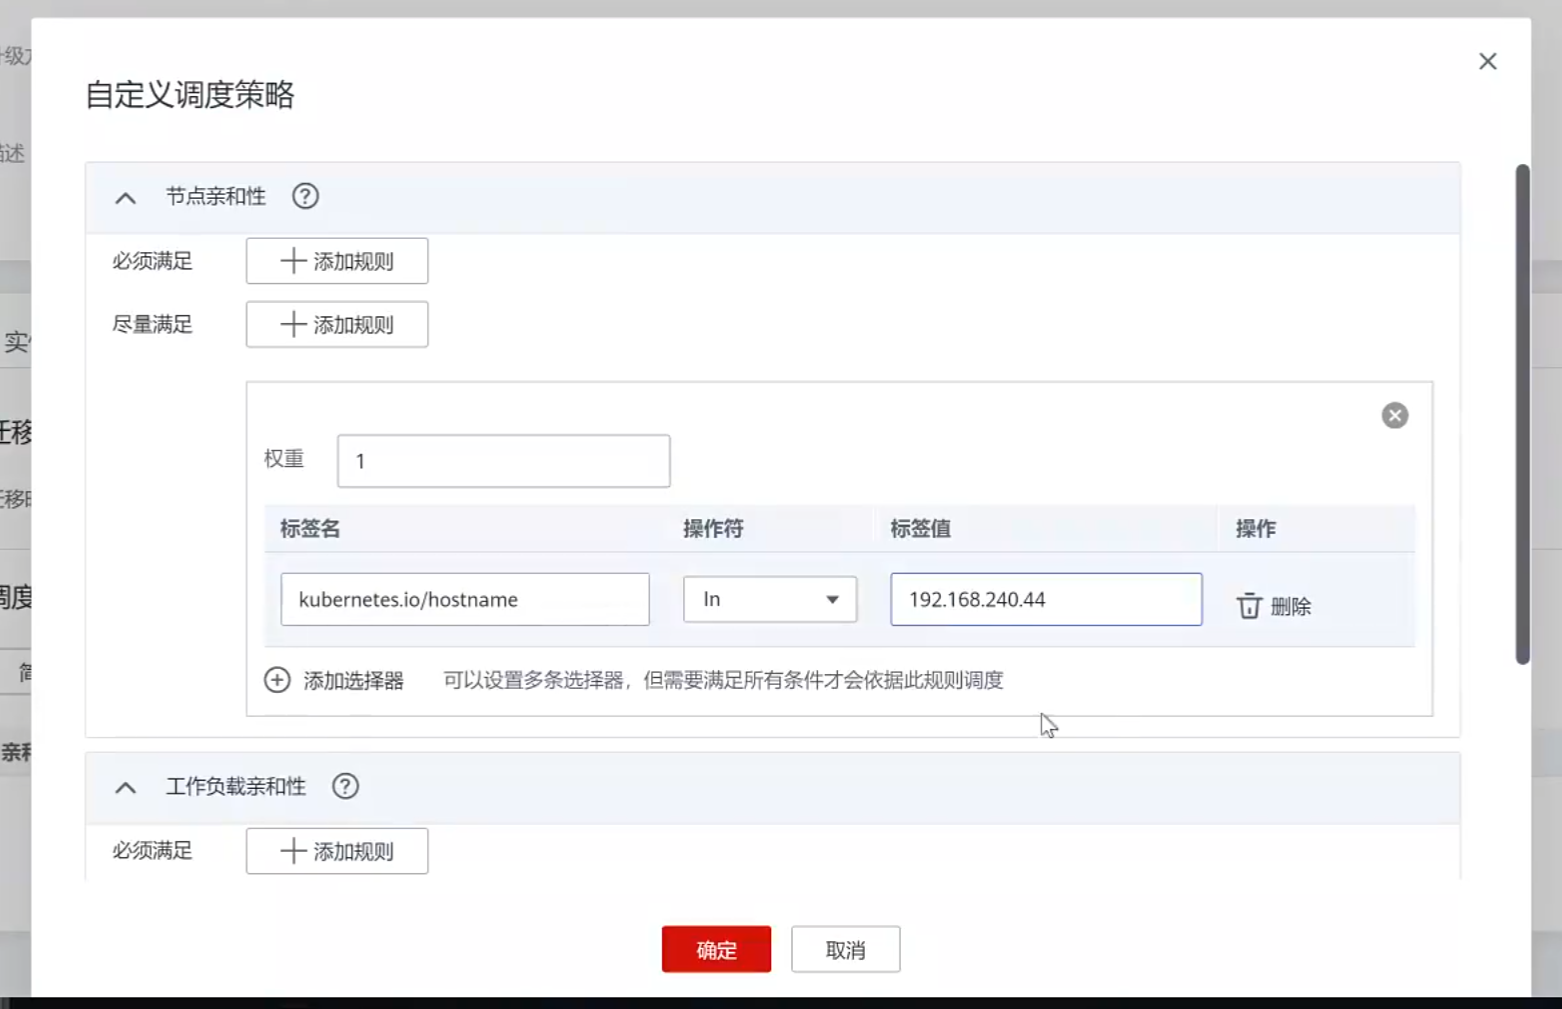 自定义调度策略
节点亲和性 ?
必须满足 添加规则
尽量满足 添加规则
权重 1
标签名 操作符 标签值 操作
kubernetes.io/hostname In 192.168.240.44 删除
添加选择器 可以设置多条选择器，但需要满足所有条件才会依据此规则调度
工作负载亲和性 ?
必须满足 添加规则
确定 取消